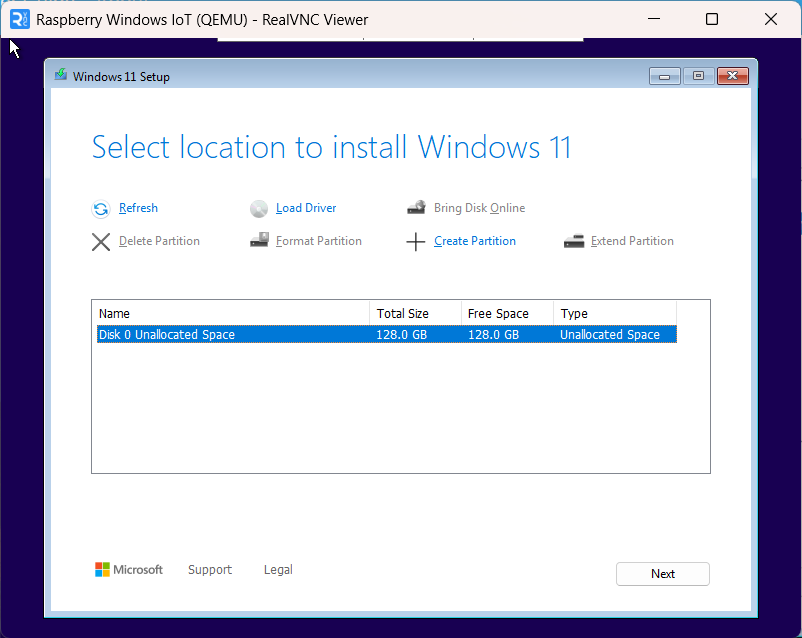 Raspberry Windows IoT (QEMU) - RealVNC Viewer
Windows 11 Setup
Select location to install Windows 11
Refresh Load Driver Bring Disk Online
Delete Partition Format Partition Create Partition Extend Partition
Name Total Size Free Space Type
Disk 0 Unallocated Space 128.0 GB 128.0 GB Unallocated Space
Microsoft Support Legal Next